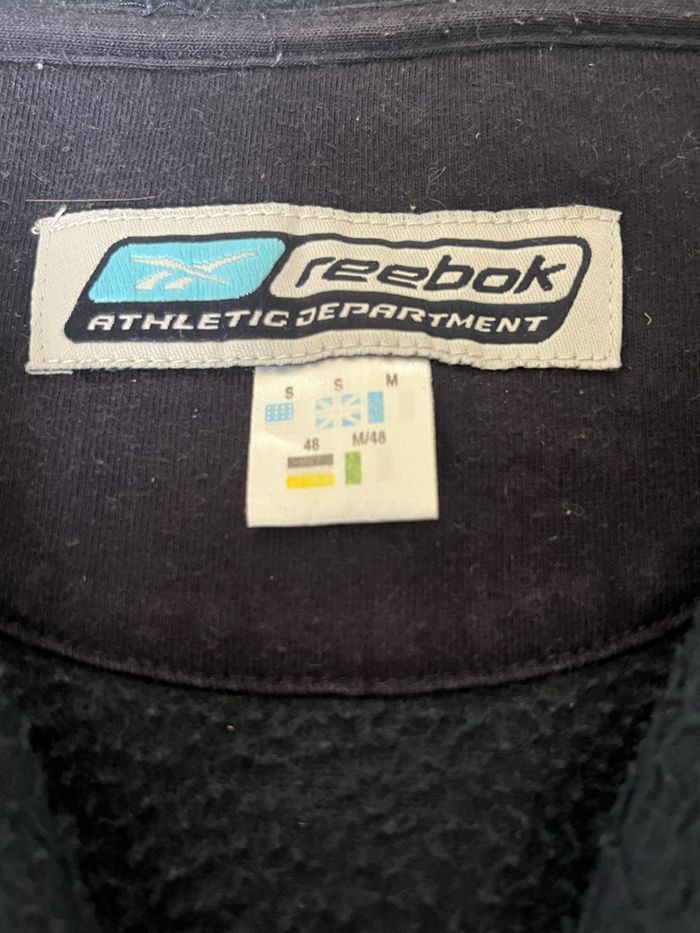 reebok
ATHLETIC DEPARTMENT
S S M
48 M/48